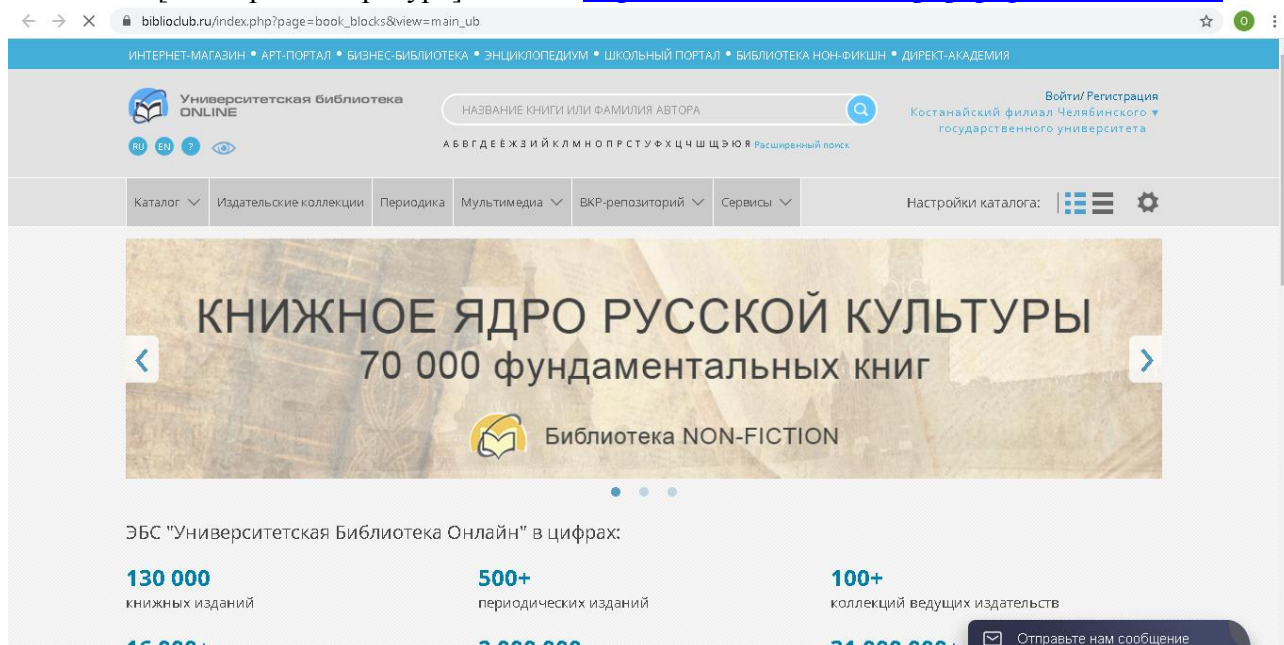 biblioclub.ru/index.php?page=book_blocks&view=main_ub
О
ИНТЕРНЕТ-МАГАЗИН • АРТ-ПОРТАЛ • БИЗНЕС-БИБЛИОТЕКА • ЭНЦИКЛОПЕДИУМ • ШКОЛЬНЫЙ ПОРТАЛ • БИБЛИОТЕКА НОН-ФИКШН • ДИРЕКТ-АКАДЕМИЯ
Университетская библиотека
ONLINE
НАЗВАНИЕ КНИГИ ИЛИ ФАМИЛИЯ АВТОРА
Войти/ Регистрация
Костанайский филиал Челябинского
государственного университета
RU EN ?
А Б В Г Д Е Ё Ж З И Й К Л М Н О П Р С Т У Ф Х Ц Ч Ш Щ Э Ю Я Расширенный поиск
Каталог Издательские коллекции Периодика Мультимедиа ВКР-репозиторий Сервисы Настройки каталога:
КНИЖНОЕ ЯДРО РУССКОЙ КУЛЬТУРЫ
70 000 фундаментальных книг
Библиотека NON-FICTION
ЭБС "Университетская Библиотека Онлайн" в цифрах:
130 000 500+ 100+
книжных изданий периодических изданий коллекций ведущих издательств
Отправьте нам сообщение